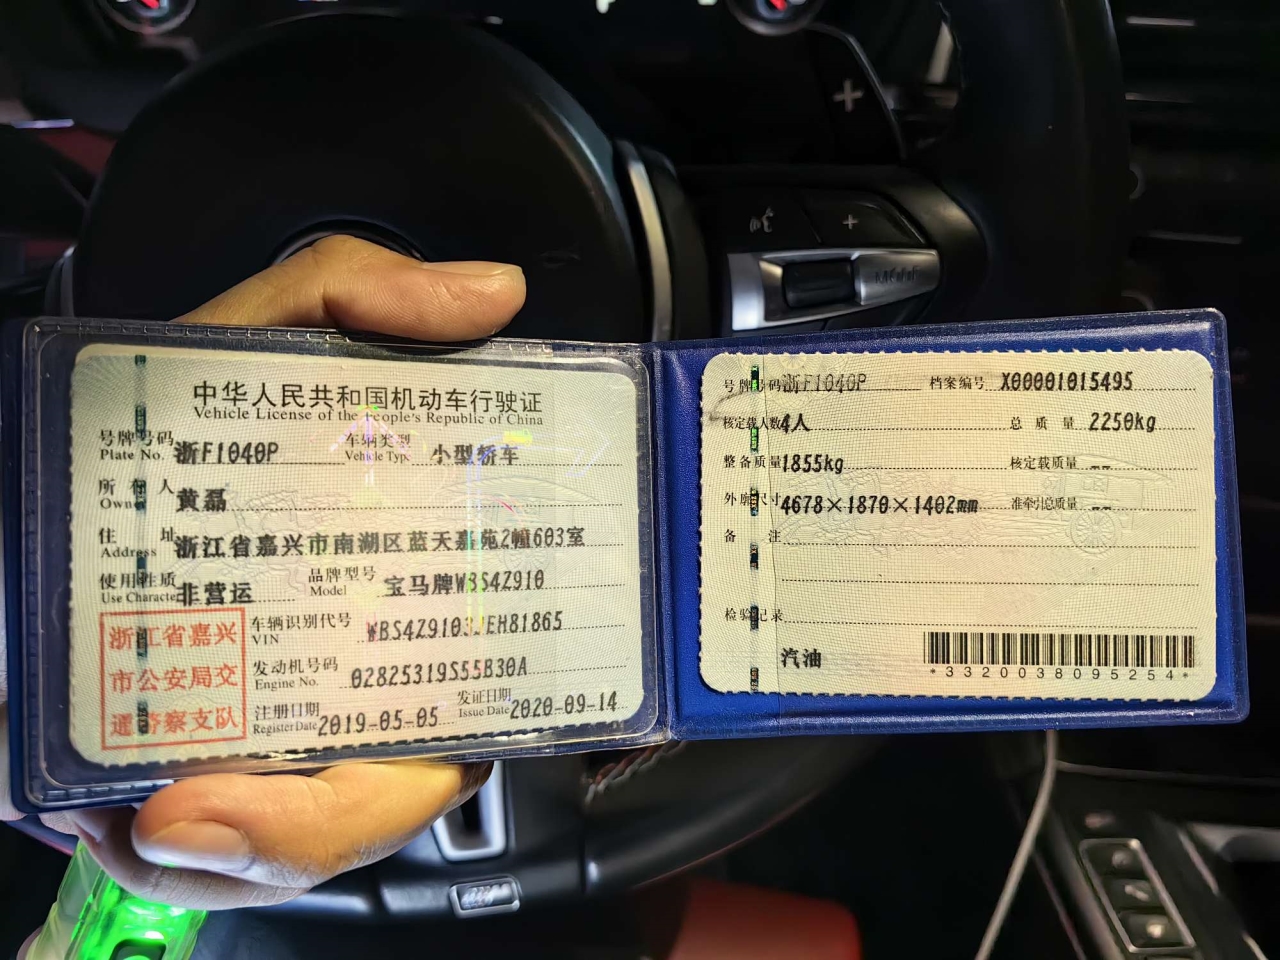 中华人民共和国机动车行驶证
Vehicle License of the People's Republic of China
号牌号码 浙F1040P 车辆类型 小型轿车
Plate No. Vehicle Type
所有人 黄磊
Owner
住址 浙江省嘉兴市南湖区蓝天嘉苑2幢603室
Address
使用性质 非营运 品牌型号 宝马牌WBS4Z910
Use Character Model
浙江省嘉兴
市公安局交
通警察支队
车辆识别代号 WBS4Z9103JEH81865
VIN
发动机号码 02825319S55B30A
Engine No.
注册日期 2019-05-05 发证日期 2020-09-14
Register Date Issue Date
号牌号码 浙F1040P 档案编号 X00001015495
核定载人数 4人 总质量 2250kg
整备质量 1855kg 核定载质量 --
外廓尺寸 4678×1870×1402mm 准牵引总质量 --
备注
检验记录
汽油
*3320038095254*
MODE